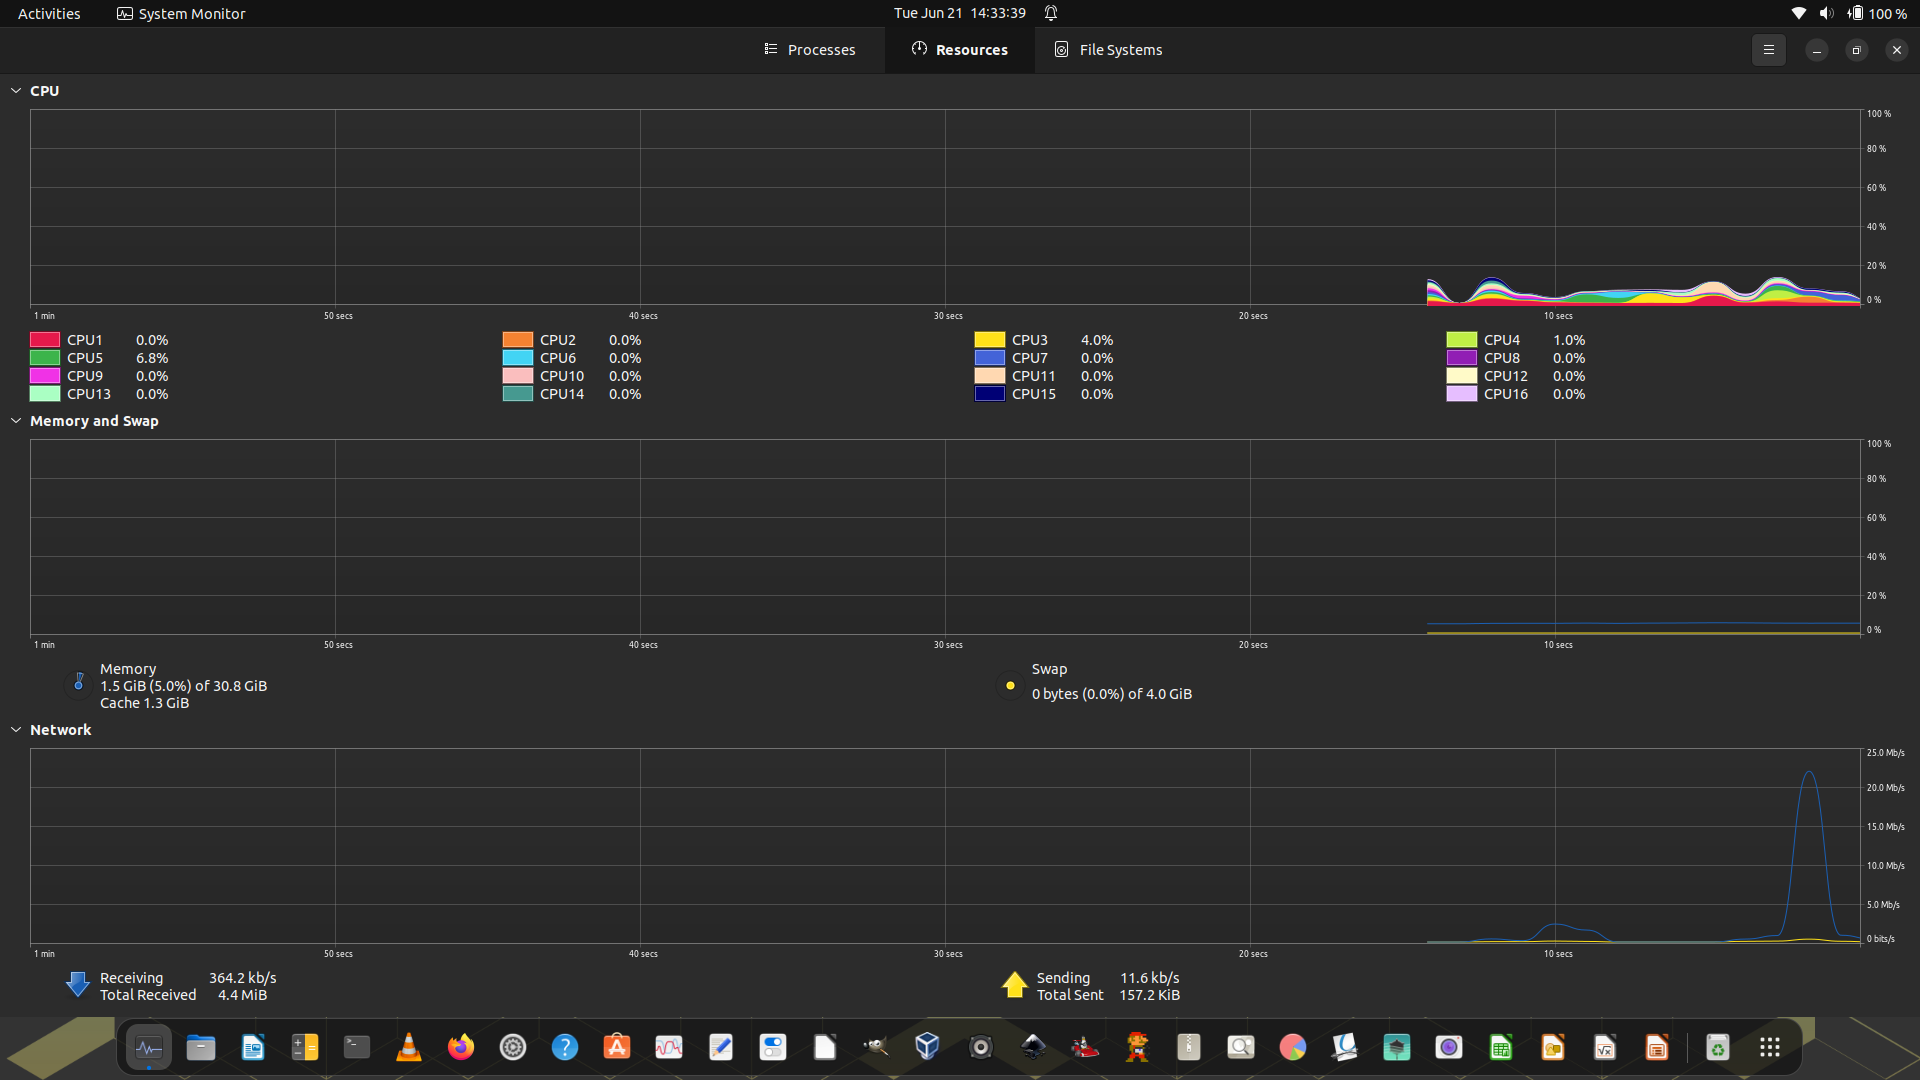 Activities System Monitor Tue Jun 21 14:33:39 100 %
Processes Resources File Systems
CPU
100 %
80 %
60 %
40 %
20 %
0 %
1 min 50 secs 40 secs 30 secs 20 secs 10 secs
CPU1 0.0% CPU2 0.0% CPU3 4.0% CPU4 1.0%
CPU5 6.8% CPU6 0.0% CPU7 0.0% CPU8 0.0%
CPU9 0.0% CPU10 0.0% CPU11 0.0% CPU12 0.0%
CPU13 0.0% CPU14 0.0% CPU15 0.0% CPU16 0.0%
Memory and Swap
100 %
80 %
60 %
40 %
20 %
0 %
1 min 50 secs 40 secs 30 secs 20 secs 10 secs
Memory
1.5 GiB (5.0%) of 30.8 GiB
Cache 1.3 GiB
Swap
0 bytes (0.0%) of 4.0 GiB
Network
25.0 Mb/s
20.0 Mb/s
15.0 Mb/s
10.0 Mb/s
5.0 Mb/s
0 bits/s
1 min 50 secs 40 secs 30 secs 20 secs 10 secs
Receiving 364.2 kb/s
Total Received 4.4 MiB
Sending 11.6 kb/s
Total Sent 157.2 KiB